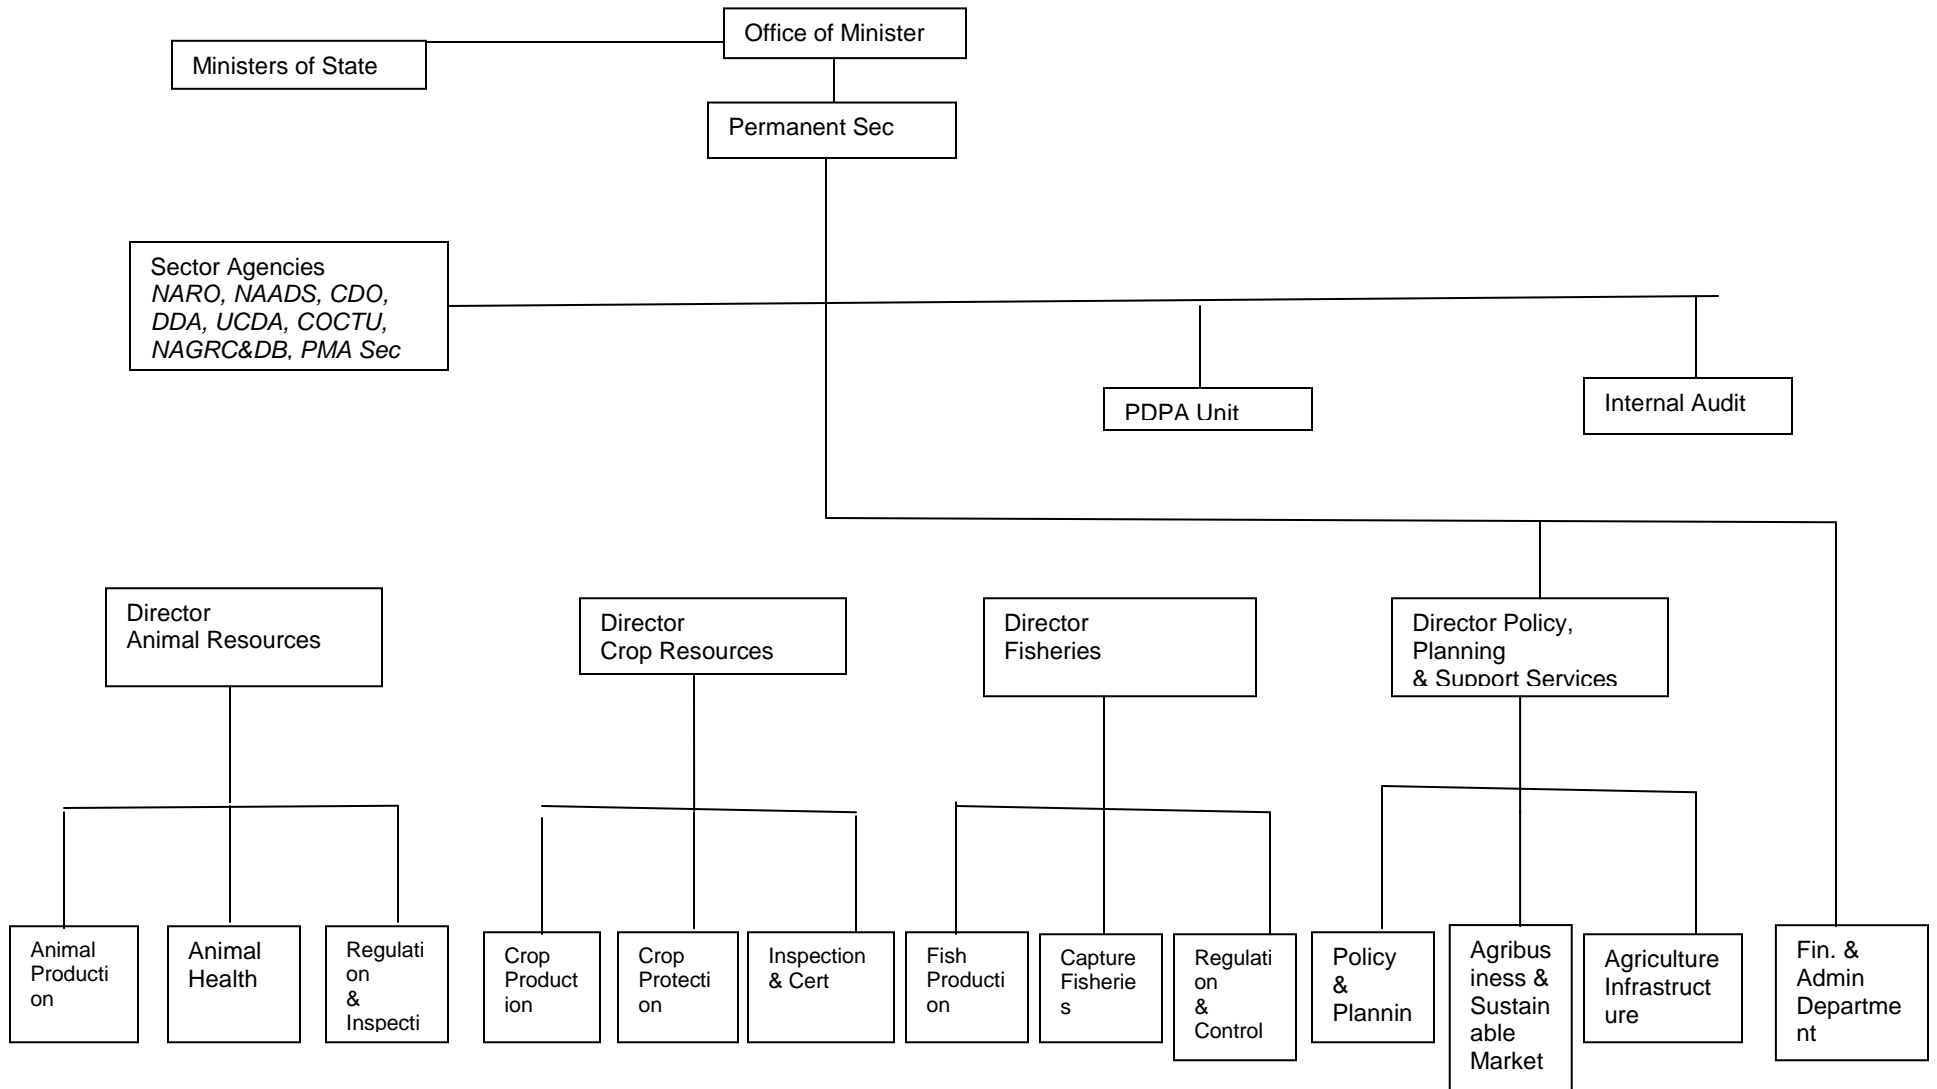 Office of Minister
Ministers of State
Permanent Sec
Sector Agencies
NARO, NAADS, CDO,
DDA, UCDA, COCTU,
NAGRC&DB, PMA Sec
PDPA Unit
Internal Audit
Director
Animal Resources
Director
Crop Resources
Director
Fisheries
Director Policy,
Planning
& Support Services
Animal
Producti
on
Animal
Health
Regulati
on
&
Inspecti
Crop
Product
ion
Crop
Protecti
on
Inspection
& Cert
Fish
Producti
on
Capture
Fisherie
s
Regulati
on
&
Control
Policy
&
Plannin
Agribus
iness &
Sustain
able
Market
Agriculture
Infrastruct
ure
Fin. &
Admin
Departme
nt